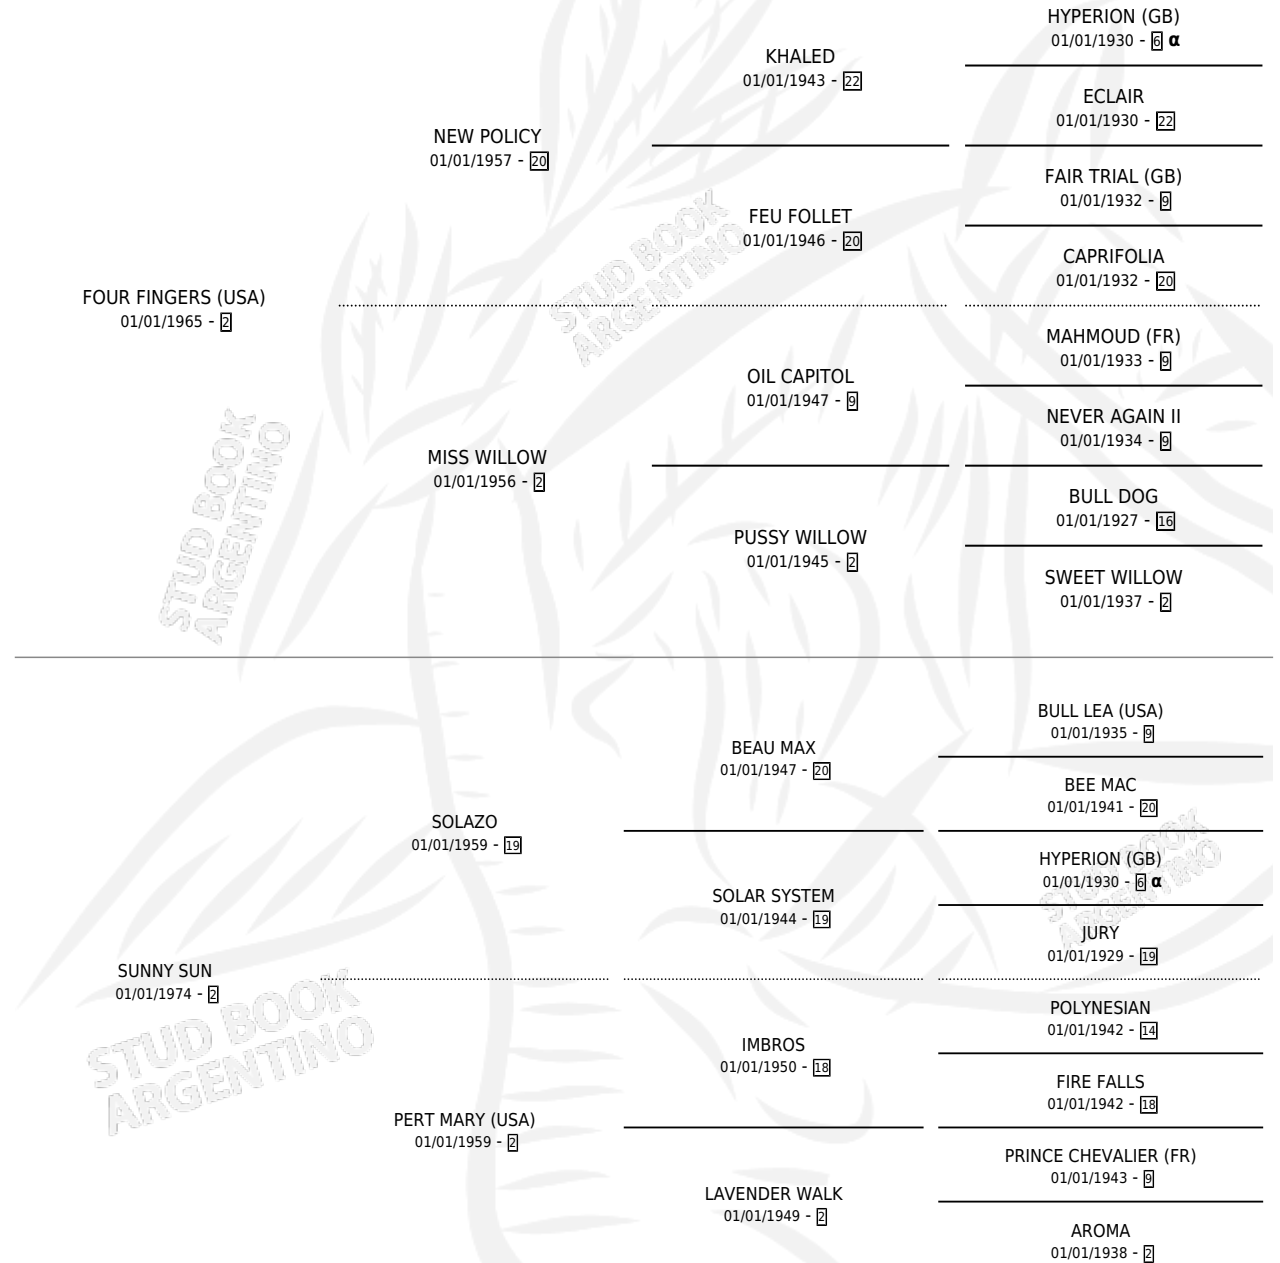 HYPERION (GB)
01/01/1930 - 6 α
KHALED
01/01/1943 - 22
ECLAIR
01/01/1930 - 22
NEW POLICY
01/01/1957 - 20
FAIR TRIAL (GB)
01/01/1932 - 9
FEU FOLLET
01/01/1946 - 20
CAPRIFOLIA
01/01/1932 - 20
FOUR FINGERS (USA)
01/01/1965 - 2
MAHMOUD (FR)
01/01/1933 - 9
OIL CAPITOL
01/01/1947 - 9
NEVER AGAIN II
01/01/1934 - 9
MISS WILLOW
01/01/1956 - 2
BULL DOG
01/01/1927 - 16
PUSSY WILLOW
01/01/1945 - 2
SWEET WILLOW
01/01/1937 - 2
BULL LEA (USA)
01/01/1935 - 9
BEAU MAX
01/01/1947 - 20
BEE MAC
01/01/1941 - 20
SOLAZO
01/01/1959 - 19
HYPERION (GB)
01/01/1930 - 6 α
SOLAR SYSTEM
01/01/1944 - 19
JURY
01/01/1929 - 19
SUNNY SUN
01/01/1974 - 2
POLYNESIAN
01/01/1942 - 14
IMBROS
01/01/1950 - 18
FIRE FALLS
01/01/1942 - 18
PERT MARY (USA)
01/01/1959 - 2
PRINCE CHEVALIER (FR)
01/01/1943 - 9
LAVENDER WALK
01/01/1949 - 2
AROMA
01/01/1938 - 2
STUD BOOK
ARGENTINO
STUD BOOK
ARGENTINO
STUD BOOK
ARGENTINO
STUD BOOK
ARGENTINO